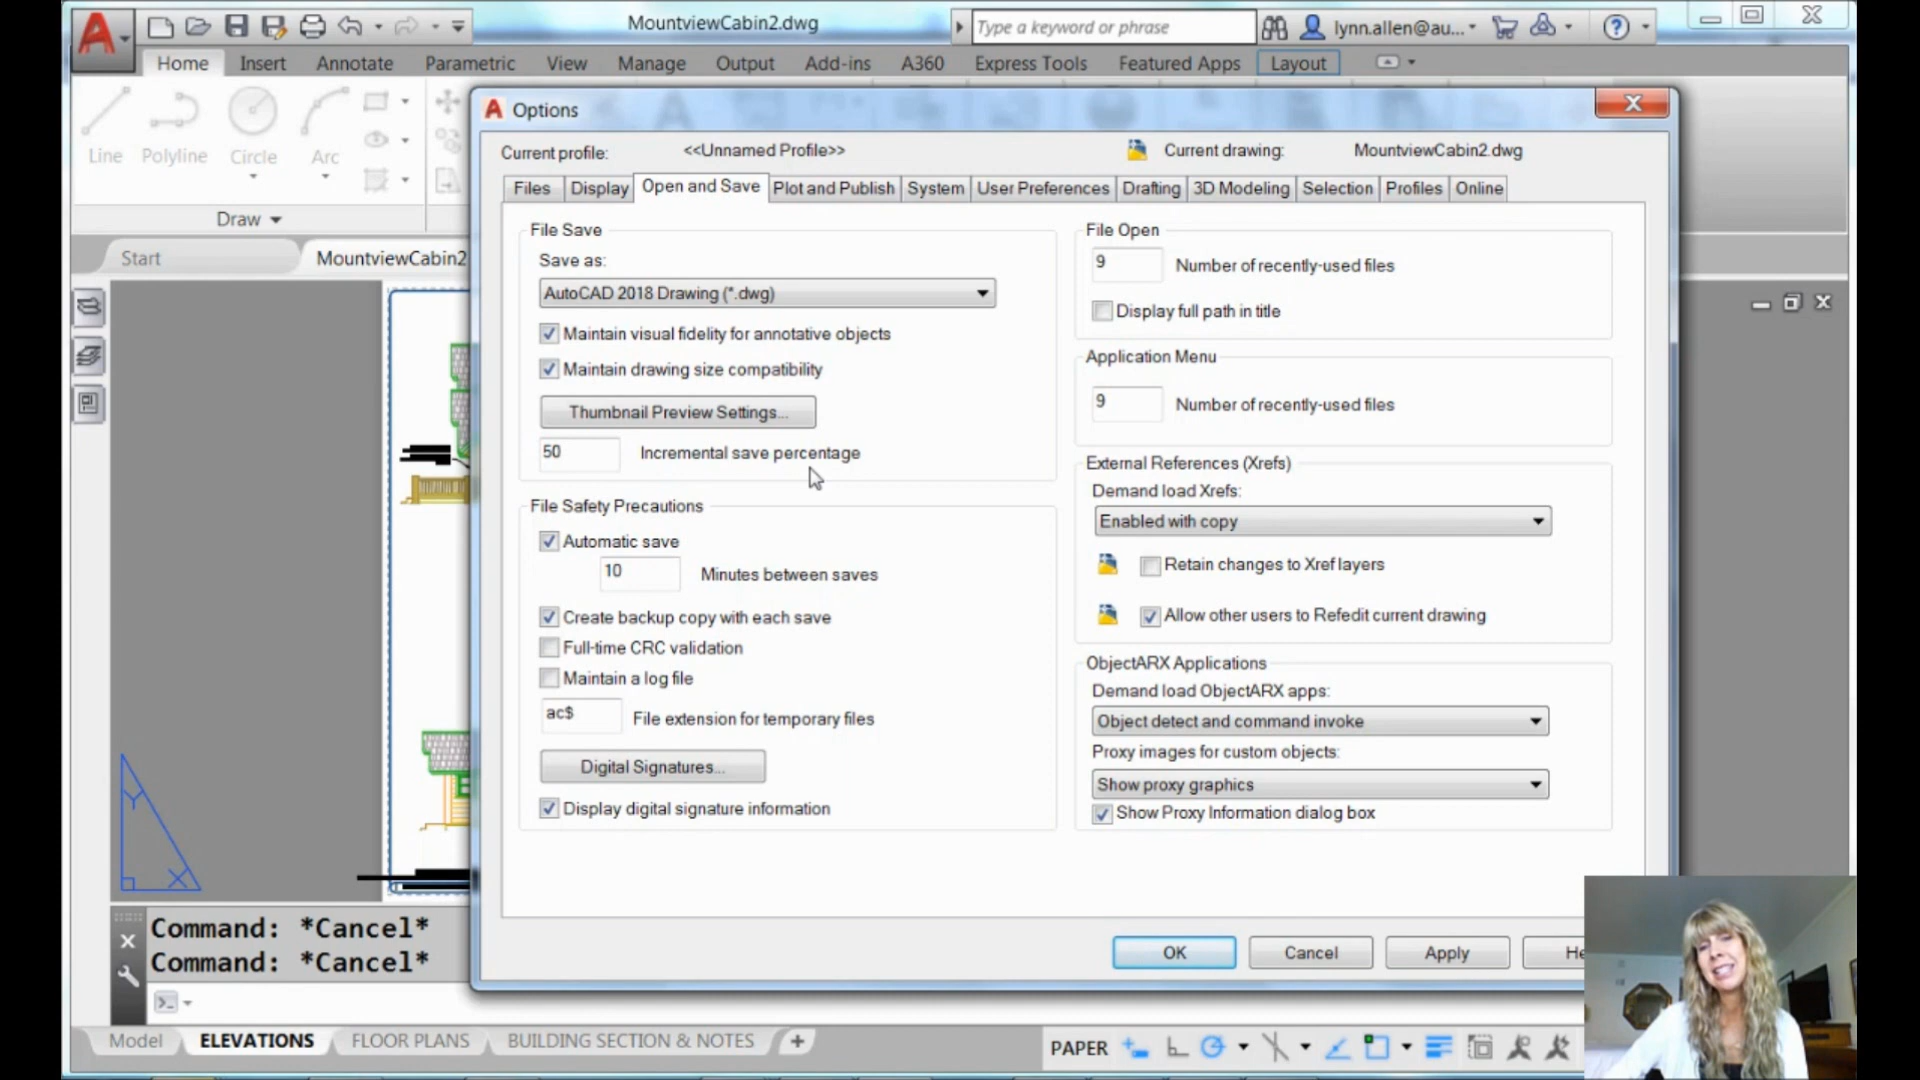 MountviewCabin2.dwg
Type a keyword or phrase
lynn.allen@au...
Home Insert Annotate Parametric View Manage Output Add-ins A360 Express Tools Featured Apps Layout
Line Polyline Circle Arc
Draw
Start MountviewCabin2
Options
Current profile: <<Unnamed Profile>> Current drawing: MountviewCabin2.dwg
Files Display Open and Save Plot and Publish System User Preferences Drafting 3D Modeling Selection Profiles Online
File Save
Save as:
AutoCAD 2018 Drawing (*.dwg)
Maintain visual fidelity for annotative objects
Maintain drawing size compatibility
Thumbnail Preview Settings...
50 Incremental save percentage
File Safety Precautions
Automatic save
10 Minutes between saves
Create backup copy with each save
Full-time CRC validation
Maintain a log file
ac$ File extension for temporary files
Digital Signatures...
Display digital signature information
File Open
9 Number of recently-used files
Display full path in title
Application Menu
9 Number of recently-used files
External References (Xrefs)
Demand load Xrefs:
Enabled with copy
Retain changes to Xref layers
Allow other users to Refedit current drawing
ObjectARX Applications
Demand load ObjectARX apps:
Object detect and command invoke
Proxy images for custom objects:
Show proxy graphics
Show Proxy Information dialog box
OK Cancel Apply He
Y
X
Command: *Cancel*
Command: *Cancel*
Model ELEVATIONS FLOOR PLANS BUILDING SECTION & NOTES +
PAPER